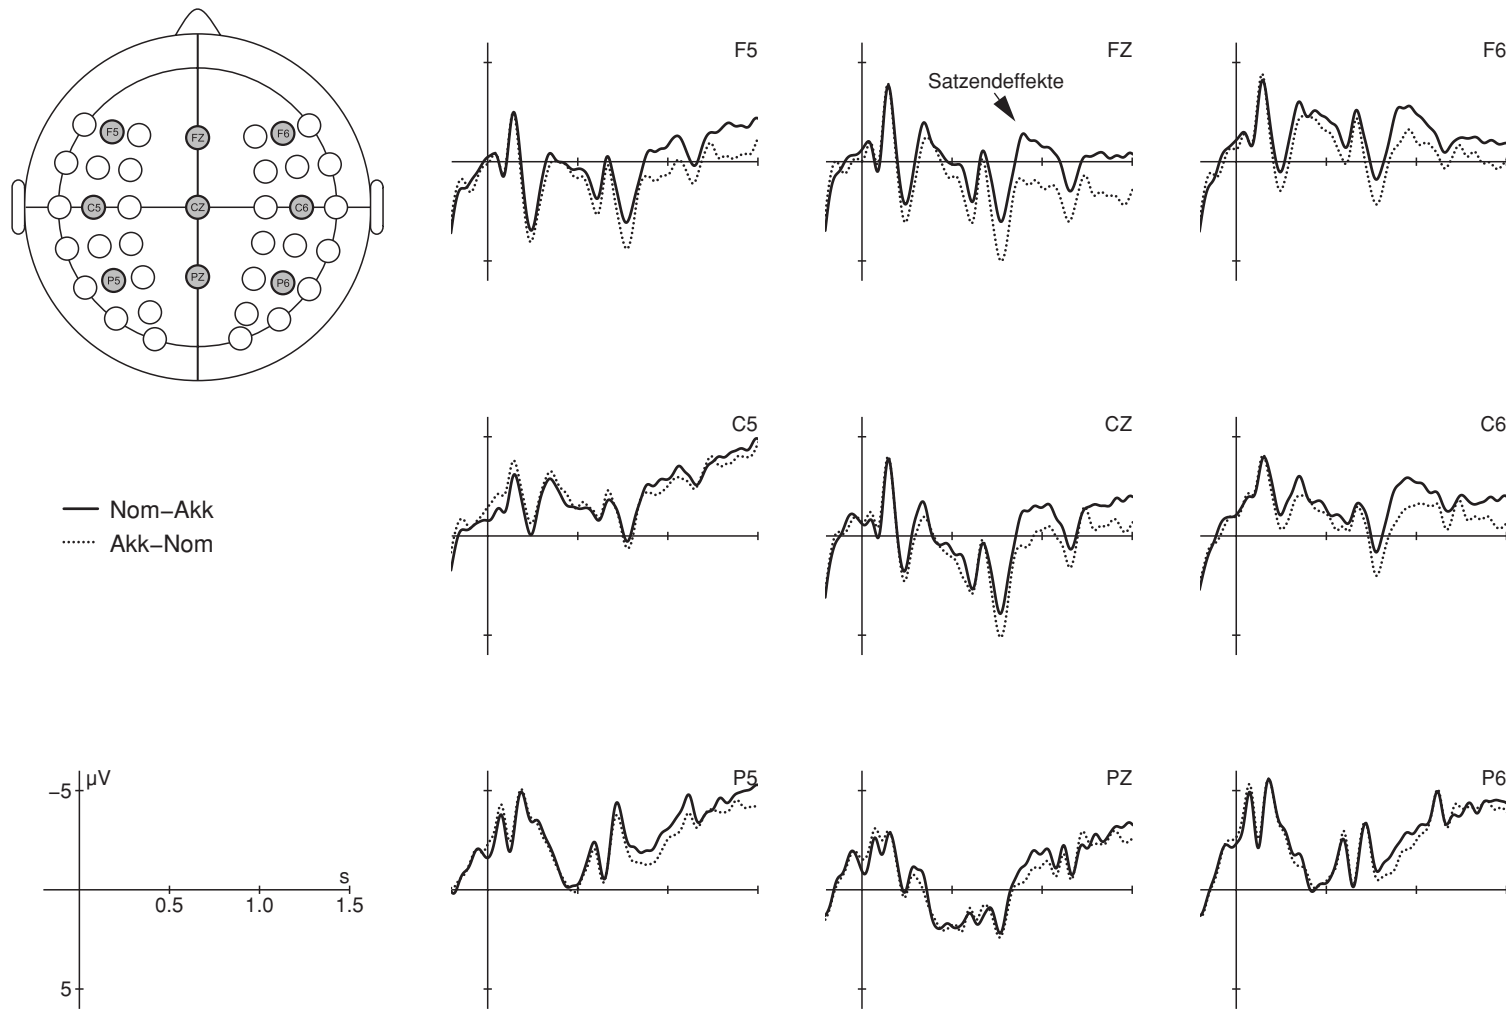 F5
FZ
F6
Satzendeffekte
F5
FZ
F6
C5
CZ
C6
P5
PZ
P6
C5
CZ
C6
Nom–Akk
Akk–Nom
P5
PZ
P6
–5
µV
s
0.5
1.0
1.5
5